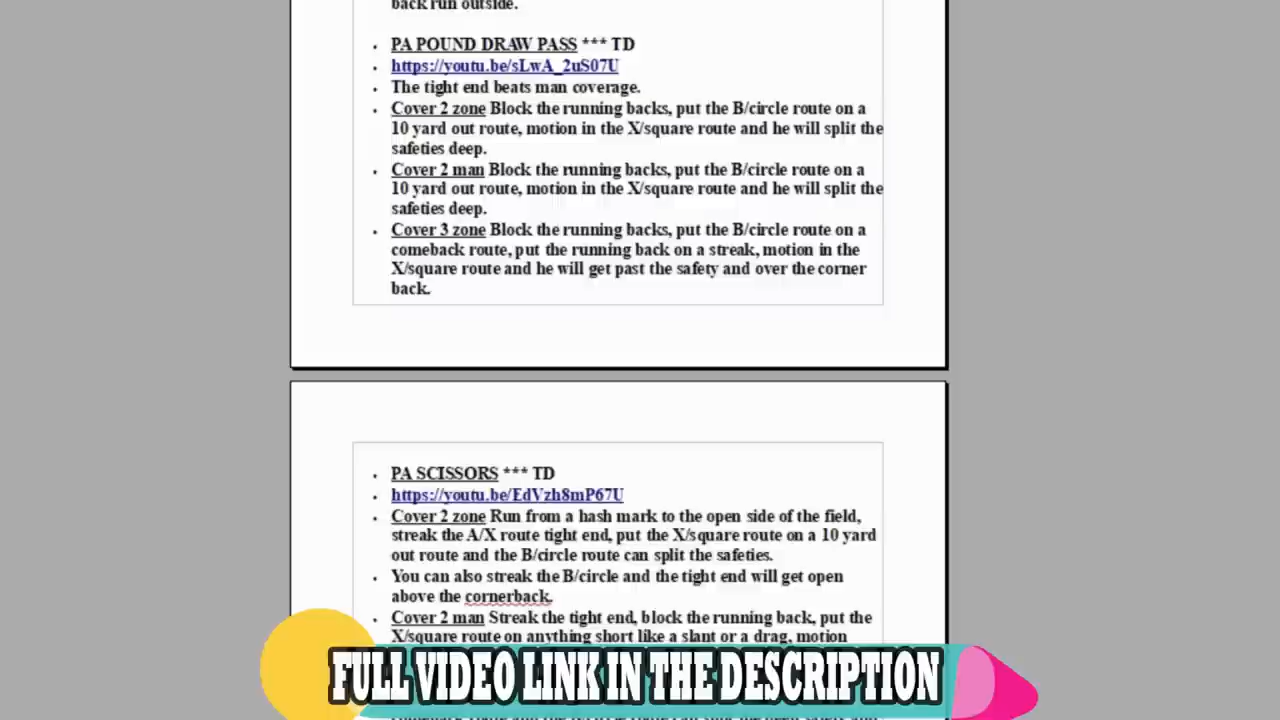 back run outside.
PA POUND DRAW PASS *** TD
https://youtu.be/sLwA_2uS07U
The tight end beats man coverage.
Cover 2 zone Block the running backs, put the B/circle route on a
10 yard out route, motion in the X/square route and he will split the
safeties deep.
Cover 2 man Block the running backs, put the B/circle route on a
10 yard out route, motion in the X/square route and he will split the
safeties deep.
Cover 3 zone Block the running backs, put the B/circle route on a
comeback route, put the running back on a streak, motion in the
X/square route and he will get past the safety and over the corner
back.
PA SCISSORS *** TD
https://youtu.be/EdVzh8mP67U
Cover 2 zone Run from a hash mark to the open side of the field,
streak the A/X route tight end, put the X/square route on a 10 yard
out route and the B/circle route can split the safeties.
You can also streak the B/circle and the tight end will get open
above the cornerback.
Cover 2 man Streak the tight end, block the running back, put the
X/square route on anything short like a slant or a drag, motion
FULL VIDEO LINK IN THE DESCRIPTION